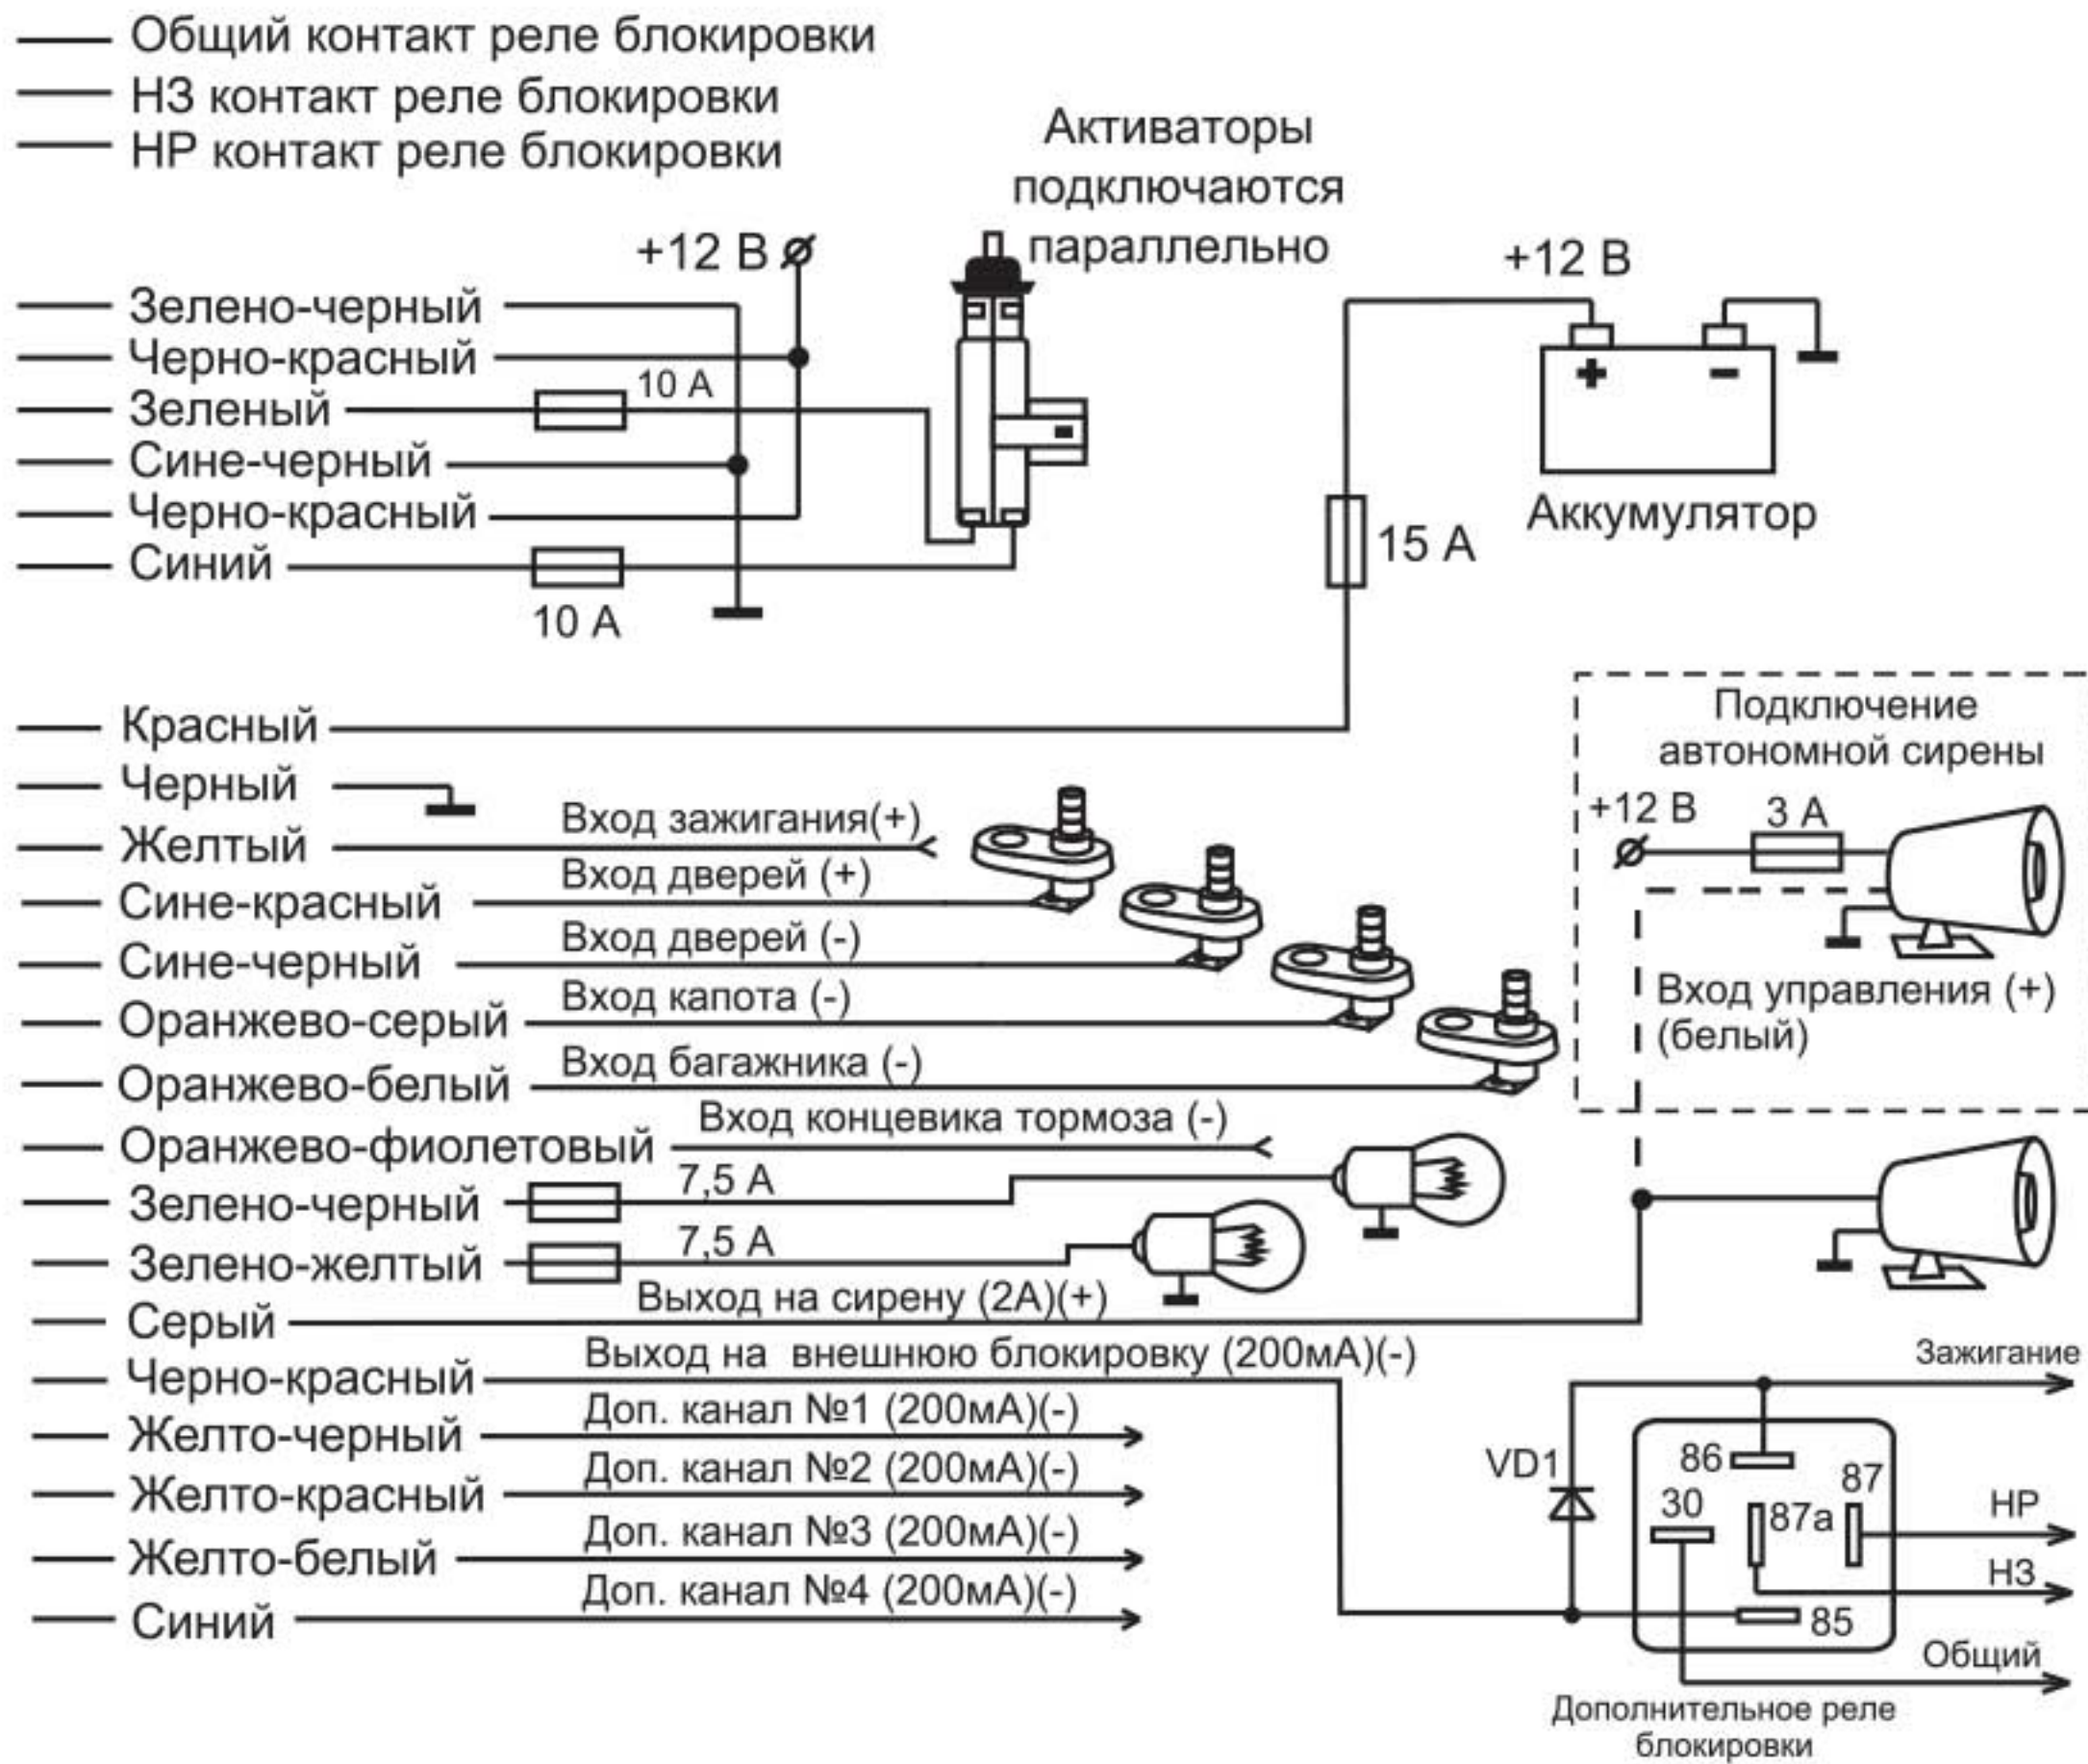 Общий контакт реле блокировки
НЗ контакт реле блокировки
НР контакт реле блокировки
Активаторы
подключаются
параллельно
+12 В
+12 В
Зелено-черный
Черно-красный
10 А
Зеленый
Сине-черный
Черно-красный
Синий
10 А
+
−
Аккумулятор
15 А
Красный
Черный
Желтый
Вход зажигания(+)
Сине-красный
Вход дверей (+)
Сине-черный
Вход дверей (-)
Оранжево-серый
Вход капота (-)
Оранжево-белый
Вход багажника (-)
Оранжево-фиолетовый
Вход концевика тормоза (-)
Зелено-черный
7,5 А
Зелено-желтый
7,5 А
Серый
Выход на сирену (2А)(+)
Черно-красный
Выход на внешнюю блокировку (200мА)(-)
Желто-черный
Доп. канал №1 (200мА)(-)
Желто-красный
Доп. канал №2 (200мА)(-)
Желто-белый
Доп. канал №3 (200мА)(-)
Синий
Доп. канал №4 (200мА)(-)
Подключение
автономной сирены
+12 В
3 А
Вход управления (+)
(белый)
Зажигание
VD1
86
87
30
87а
НР
НЗ
85
Общий
Дополнительное реле
блокировки